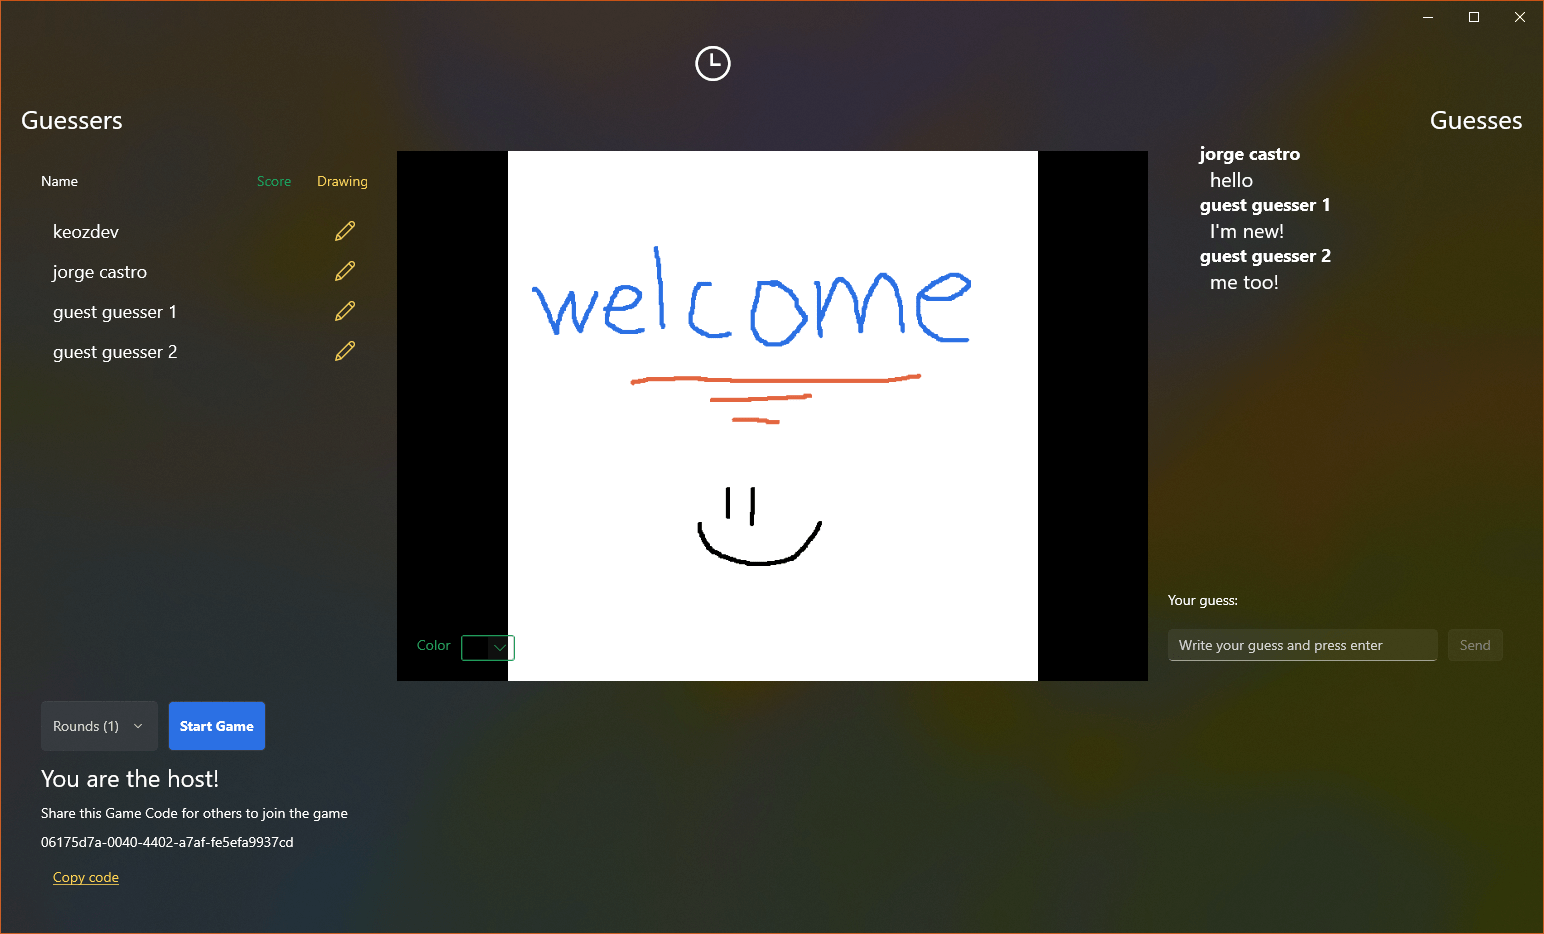 Guessers
Guesses
Name Score Drawing
keozdev
jorge castro
guest guesser 1
guest guesser 2
welcome
Color
jorge castro
hello
guest guesser 1
I'm new!
guest guesser 2
me too!
Your guess:
Write your guess and press enter Send
Rounds (1) Start Game
You are the host!
Share this Game Code for others to join the game
06175d7a-0040-4402-a7af-fe5efa9937cd
Copy code